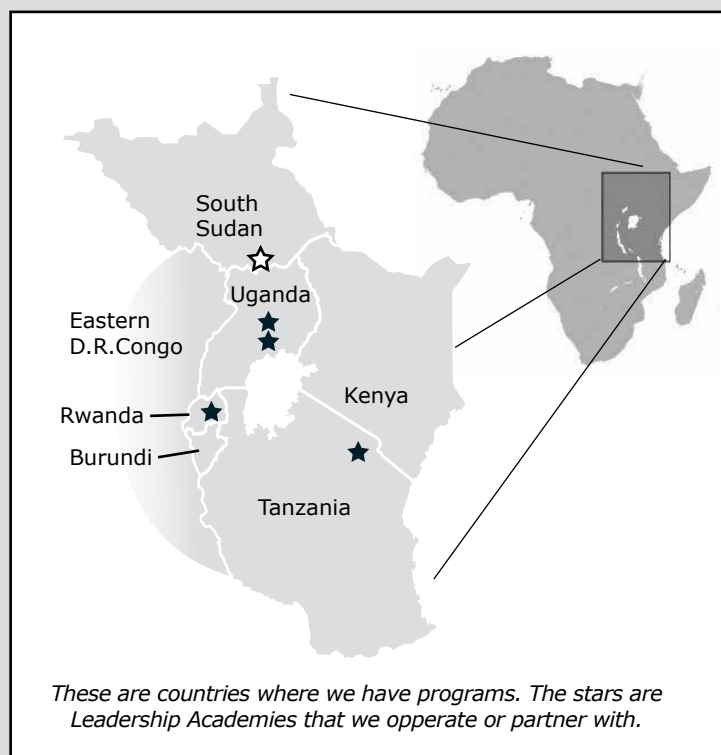 South
Sudan
Uganda
Eastern
D.R.Congo
Kenya
Rwanda
Burundi
Tanzania
These are countries where we have programs. The stars are
Leadership Academies that we opperate or partner with.